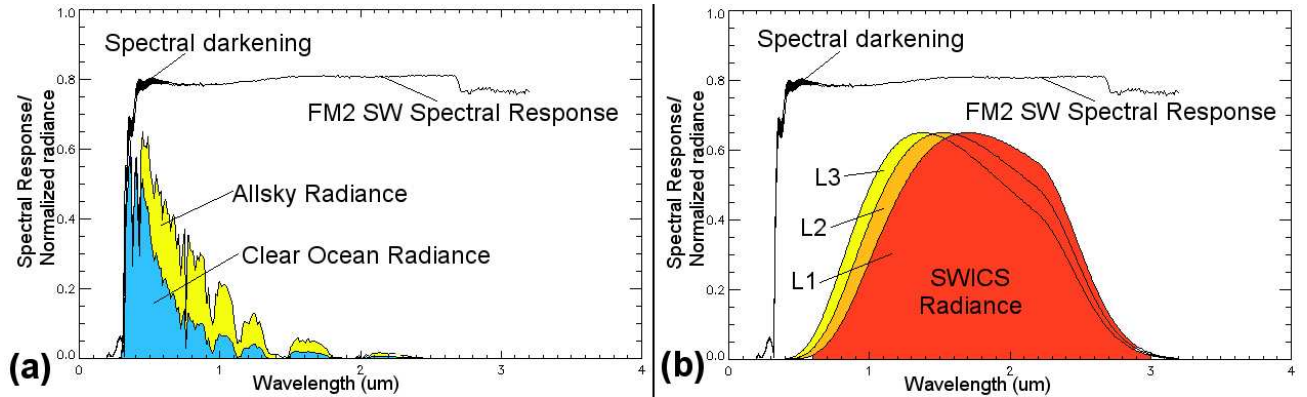 1.0
0.8
0.6
0.4
0.2
0.0
Spectral Response/
Normalized radiance
Spectral darkening
FM2 SW Spectral Response
Allsky Radiance
Clear Ocean Radiance
0
1
2
3
4
Wavelength (um)
(a)
1.0
0.8
0.6
0.4
0.2
0.0
Spectral Response/
Normalized radiance
Spectral darkening
FM2 SW Spectral Response
L3
L2
L1
SWICS
Radiance
0
1
2
3
4
Wavelength (um)
(b)